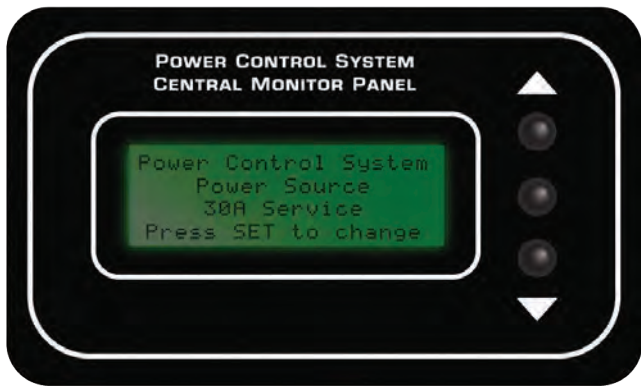 POWER CONTROL SYSTEM
CENTRAL MONITOR PANEL
Power Control System
Power Source
30A Service
Press SET to change